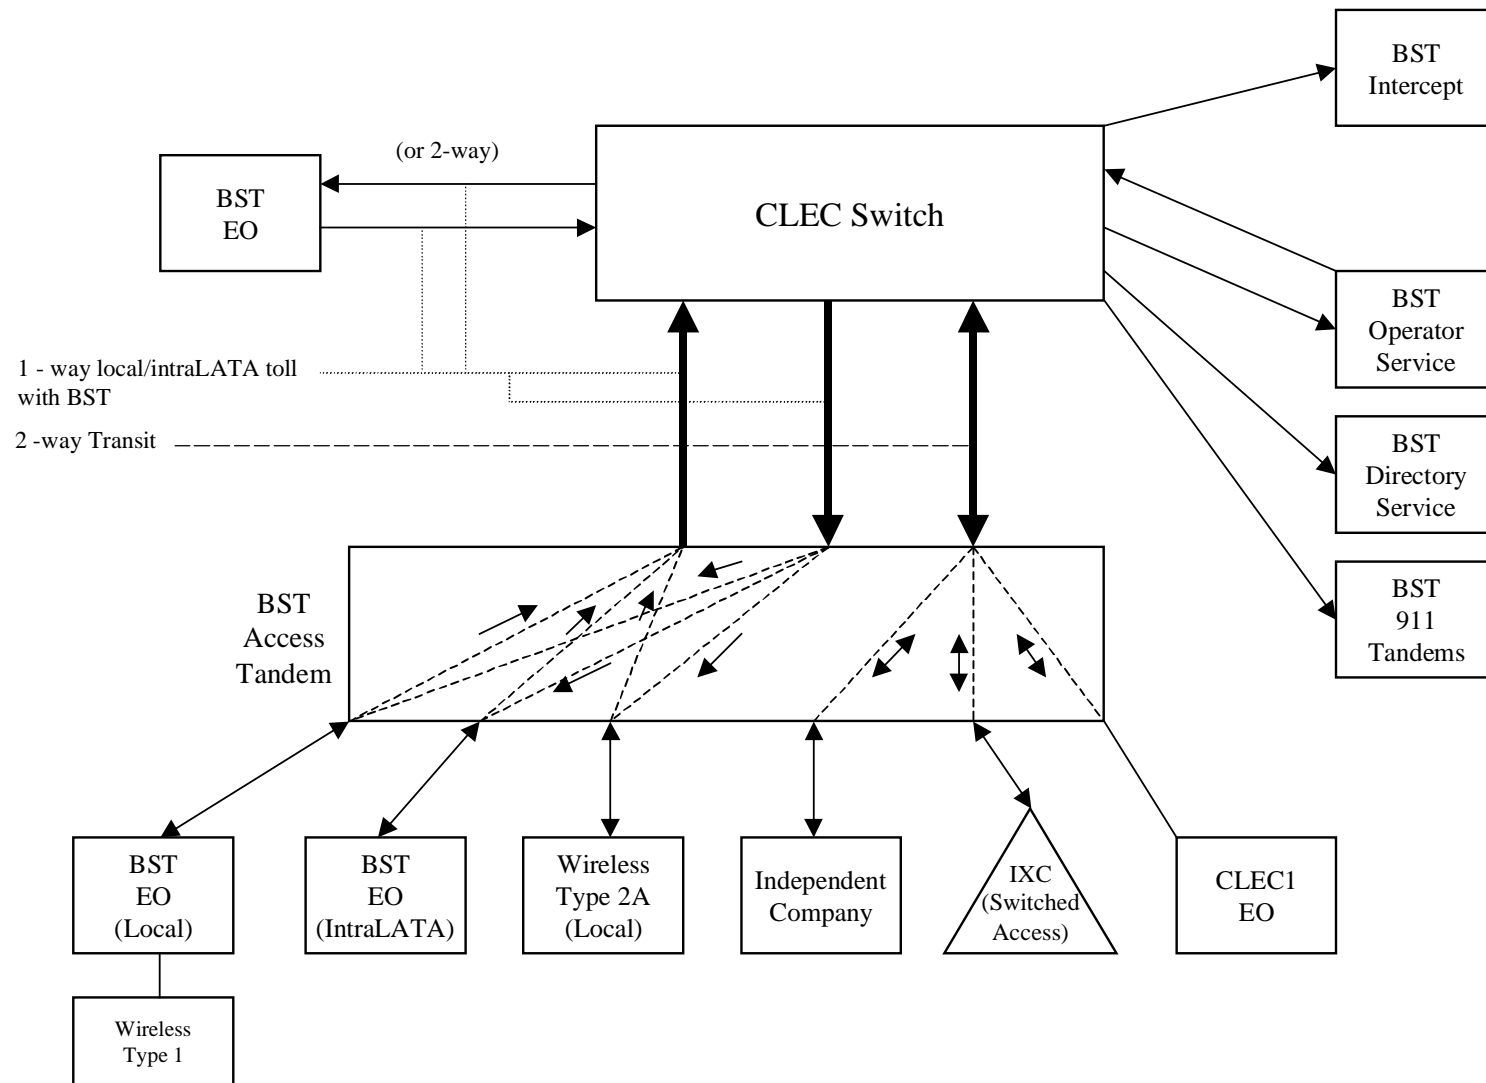 BST
Intercept
(or 2-way)
BST
EO
CLEC Switch
BST
Operator
Service
1 - way local/intraLATA toll
with BST
2 -way Transit
BST
Directory
Service
BST
Access
Tandem
BST
911
Tandems
BST
EO
(Local)
BST
EO
(IntraLATA)
Wireless
Type 2A
(Local)
Independent
Company
IXC
(Switched
Access)
CLEC1
EO
Wireless
Type 1